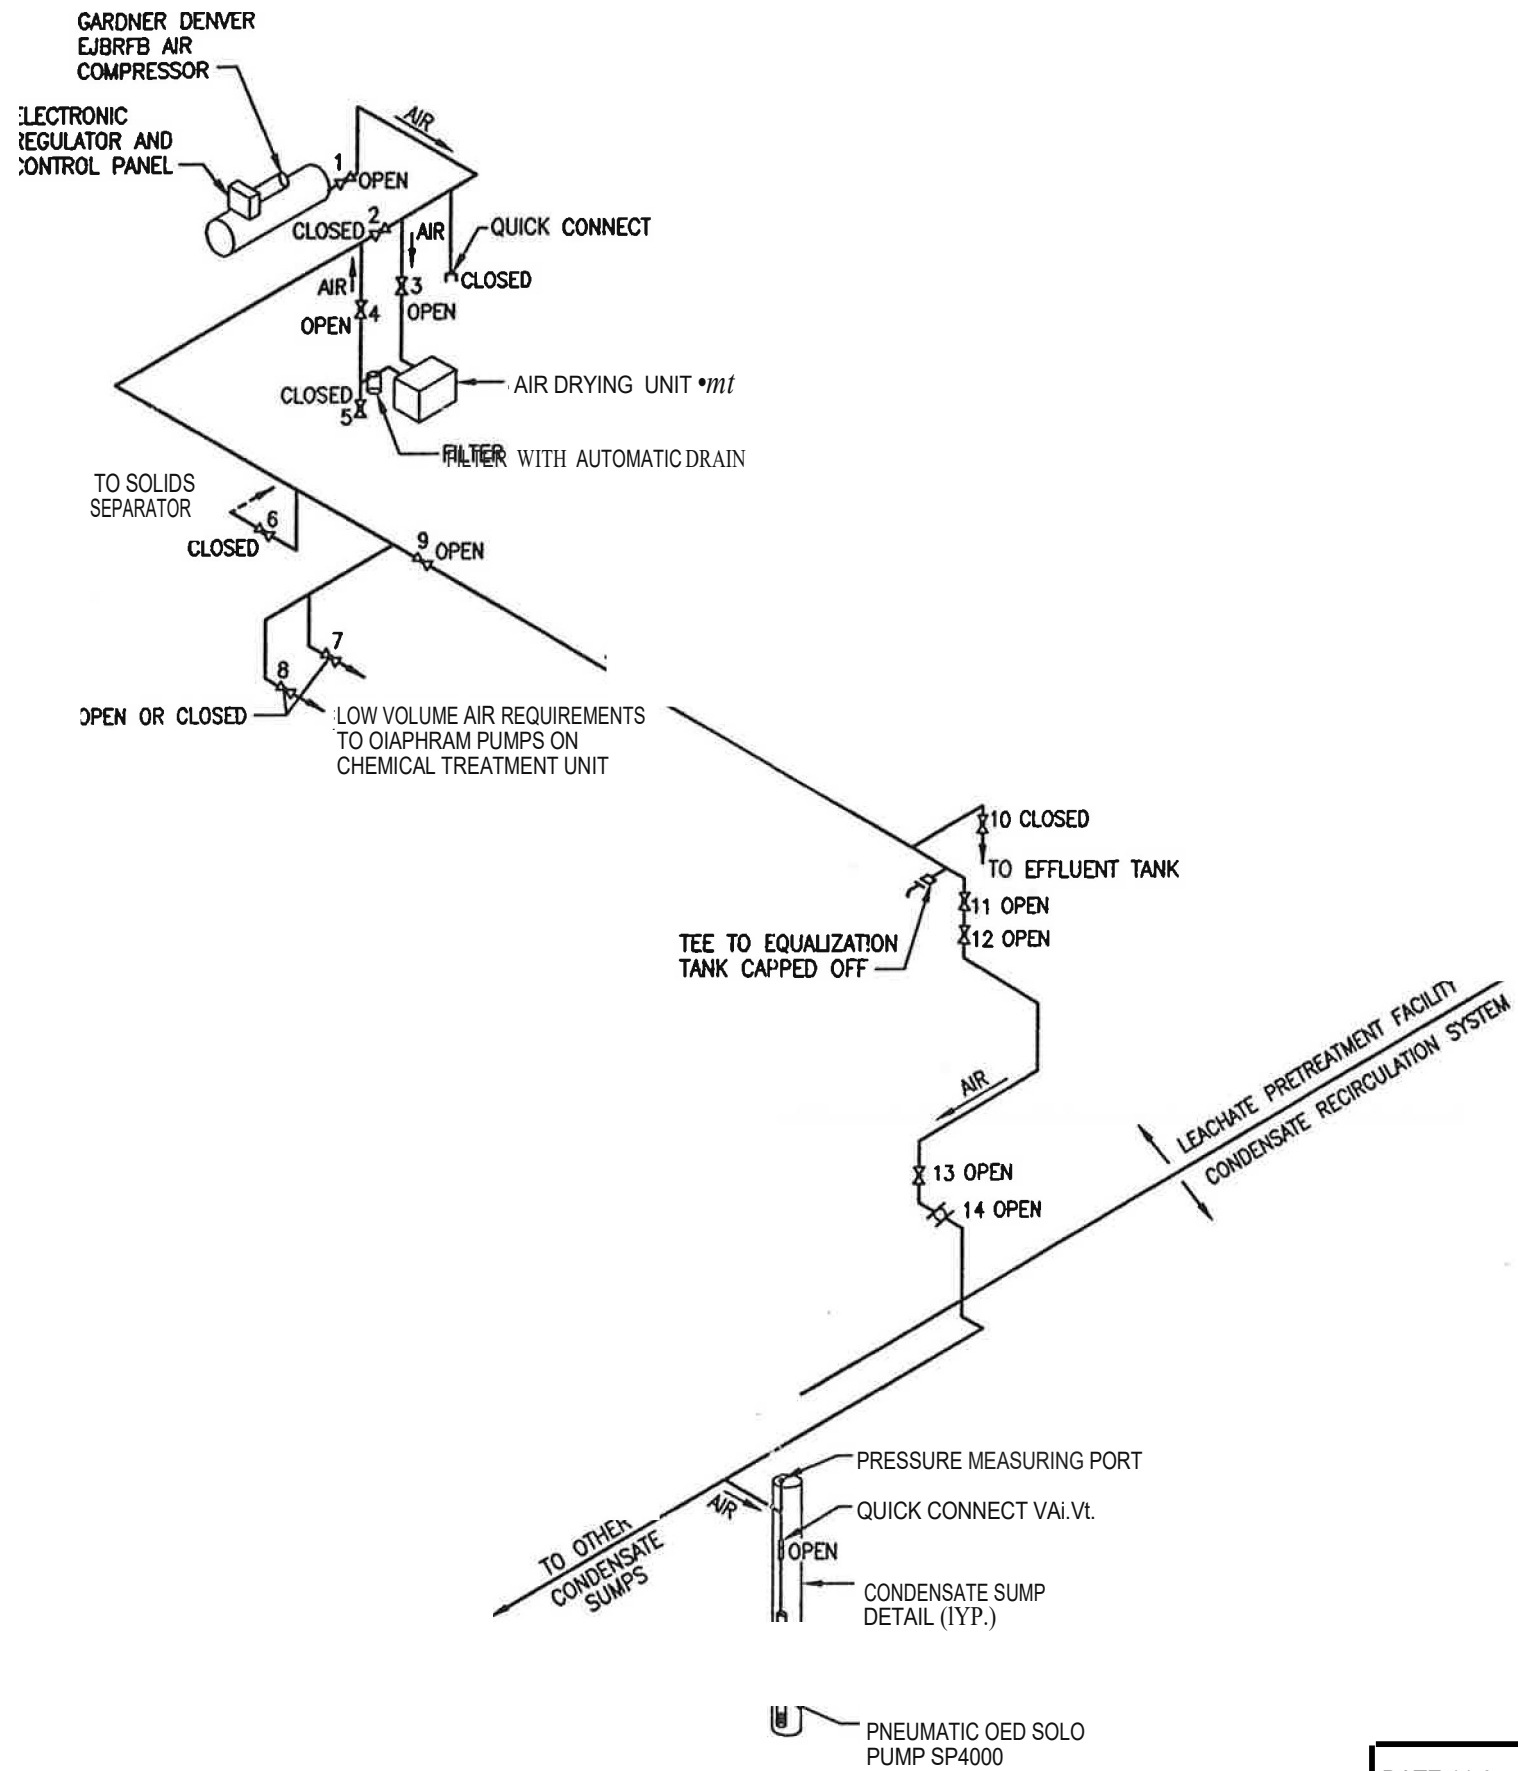 GARDNER DENVER
EJBRFB AIR
COMPRESSOR
ELECTRONIC
REGULATOR AND
CONTROL PANEL
AIR
1
OPEN
2
CLOSED
AIR
QUICK CONNECT
CLOSED
AIR
3
OPEN
4
OPEN
CLOSED
5
AIR DRYING UNIT •mt
FILTER WITH AUTOMATIC DRAIN
TO SOLIDS
SEPARATOR
6
CLOSED
9
OPEN
7
8
OPEN OR CLOSED
LOW VOLUME AIR REQUIREMENTS
TO OIAPHRAM PUMPS ON
CHEMICAL TREATMENT UNIT
10 CLOSED
TO EFFLUENT TANK
11 OPEN
12 OPEN
TEE TO EQUALIZATION
TANK CAPPED OFF
AIR
LEACHATE PRETREATMENT FACILITY
CONDENSATE RECIRCULATION SYSTEM
13 OPEN
14 OPEN
PRESSURE MEASURING PORT
AIR
QUICK CONNECT VAi.Vt.
OPEN
TO OTHER
CONDENSATE
SUMPS
CONDENSATE SUMP
DETAIL (lYP.)
PNEUMATIC OED SOLO
PUMP SP4000